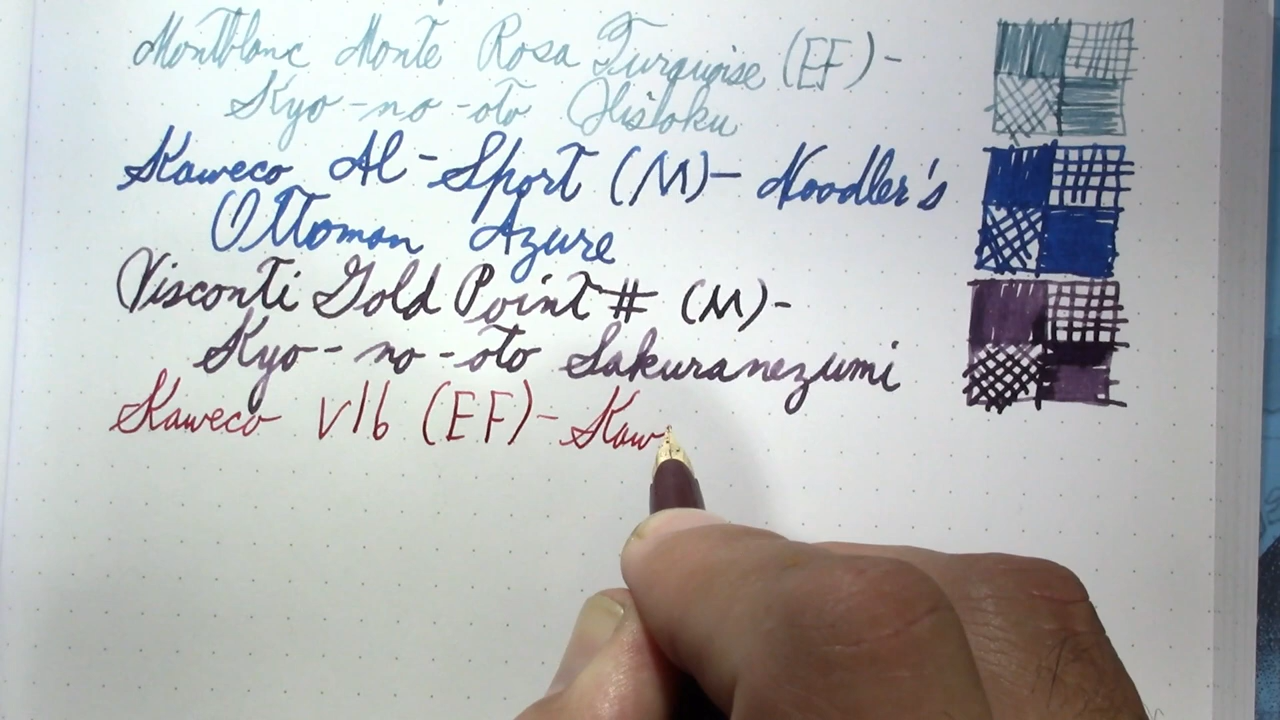 Montblanc Monte Rosa Turquoise (EF) -
Kyo-no-oto Hisoku
Kaweco Al-Sport (M) - Noodler's
Ottoman Azure
Visconti Gold Point # (M) -
Kyo-no-oto Sakuranezumi
Kaweco V16 (EF) - Kaw